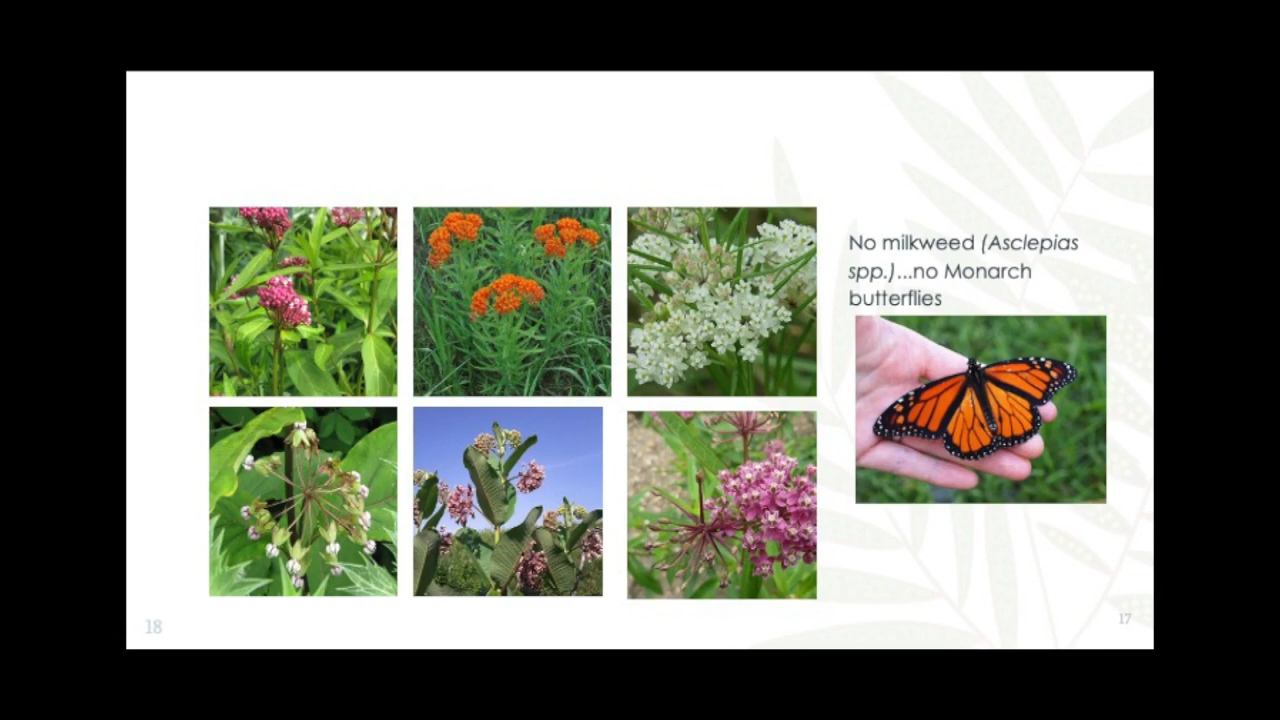 No milkweed (Asclepias
spp.)...no Monarch
butterflies
18
17